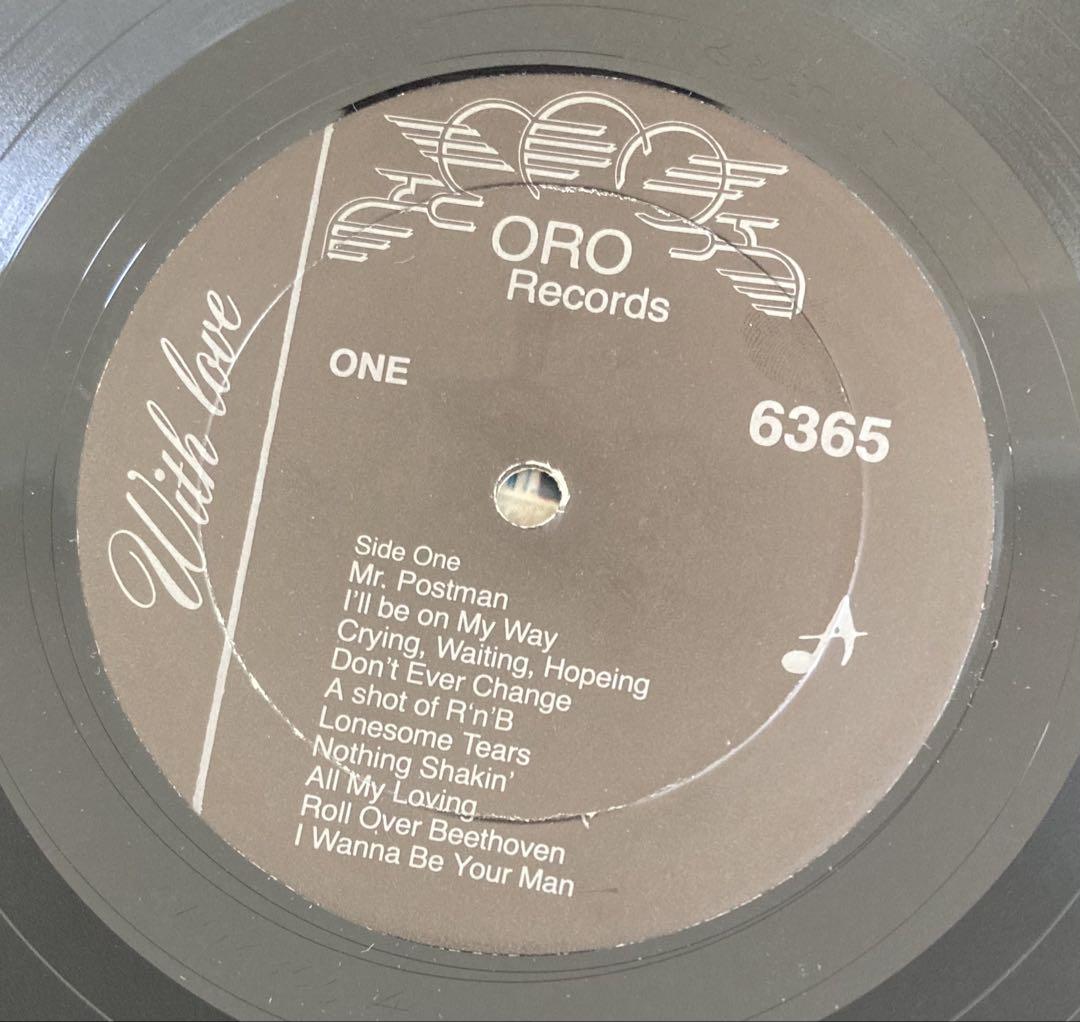 ORO
Records
With love
ONE
6365
Side One
Mr. Postman
I'll be on My Way
Crying, Waiting, Hopeing
Don't Ever Change
A shot of R'n'B
Lonesome Tears
Nothing Shakin'
All My Loving
Roll Over Beethoven
I Wanna Be Your Man